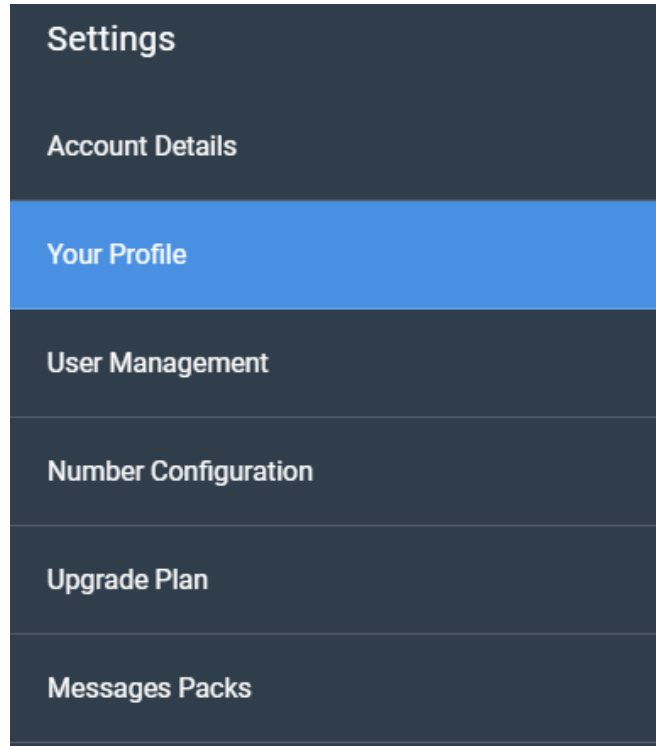 Settings
Account Details
Your Profile
User Management
Number Configuration
Upgrade Plan
Messages Packs